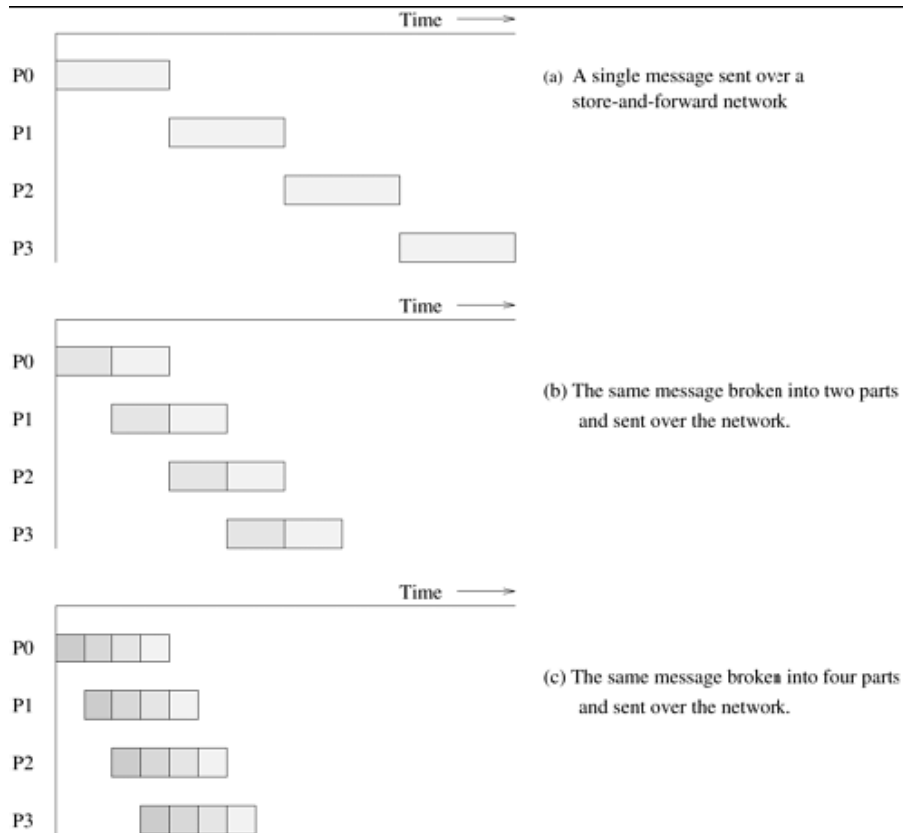 Time
P0
(a) A single message sent over a
store-and-forward network
P1
P2
P3
Time
P0
(b) The same message broken into two parts
and sent over the network.
P1
P2
P3
Time
P0
(c) The same message broken into four parts
and sent over the network.
P1
P2
P3